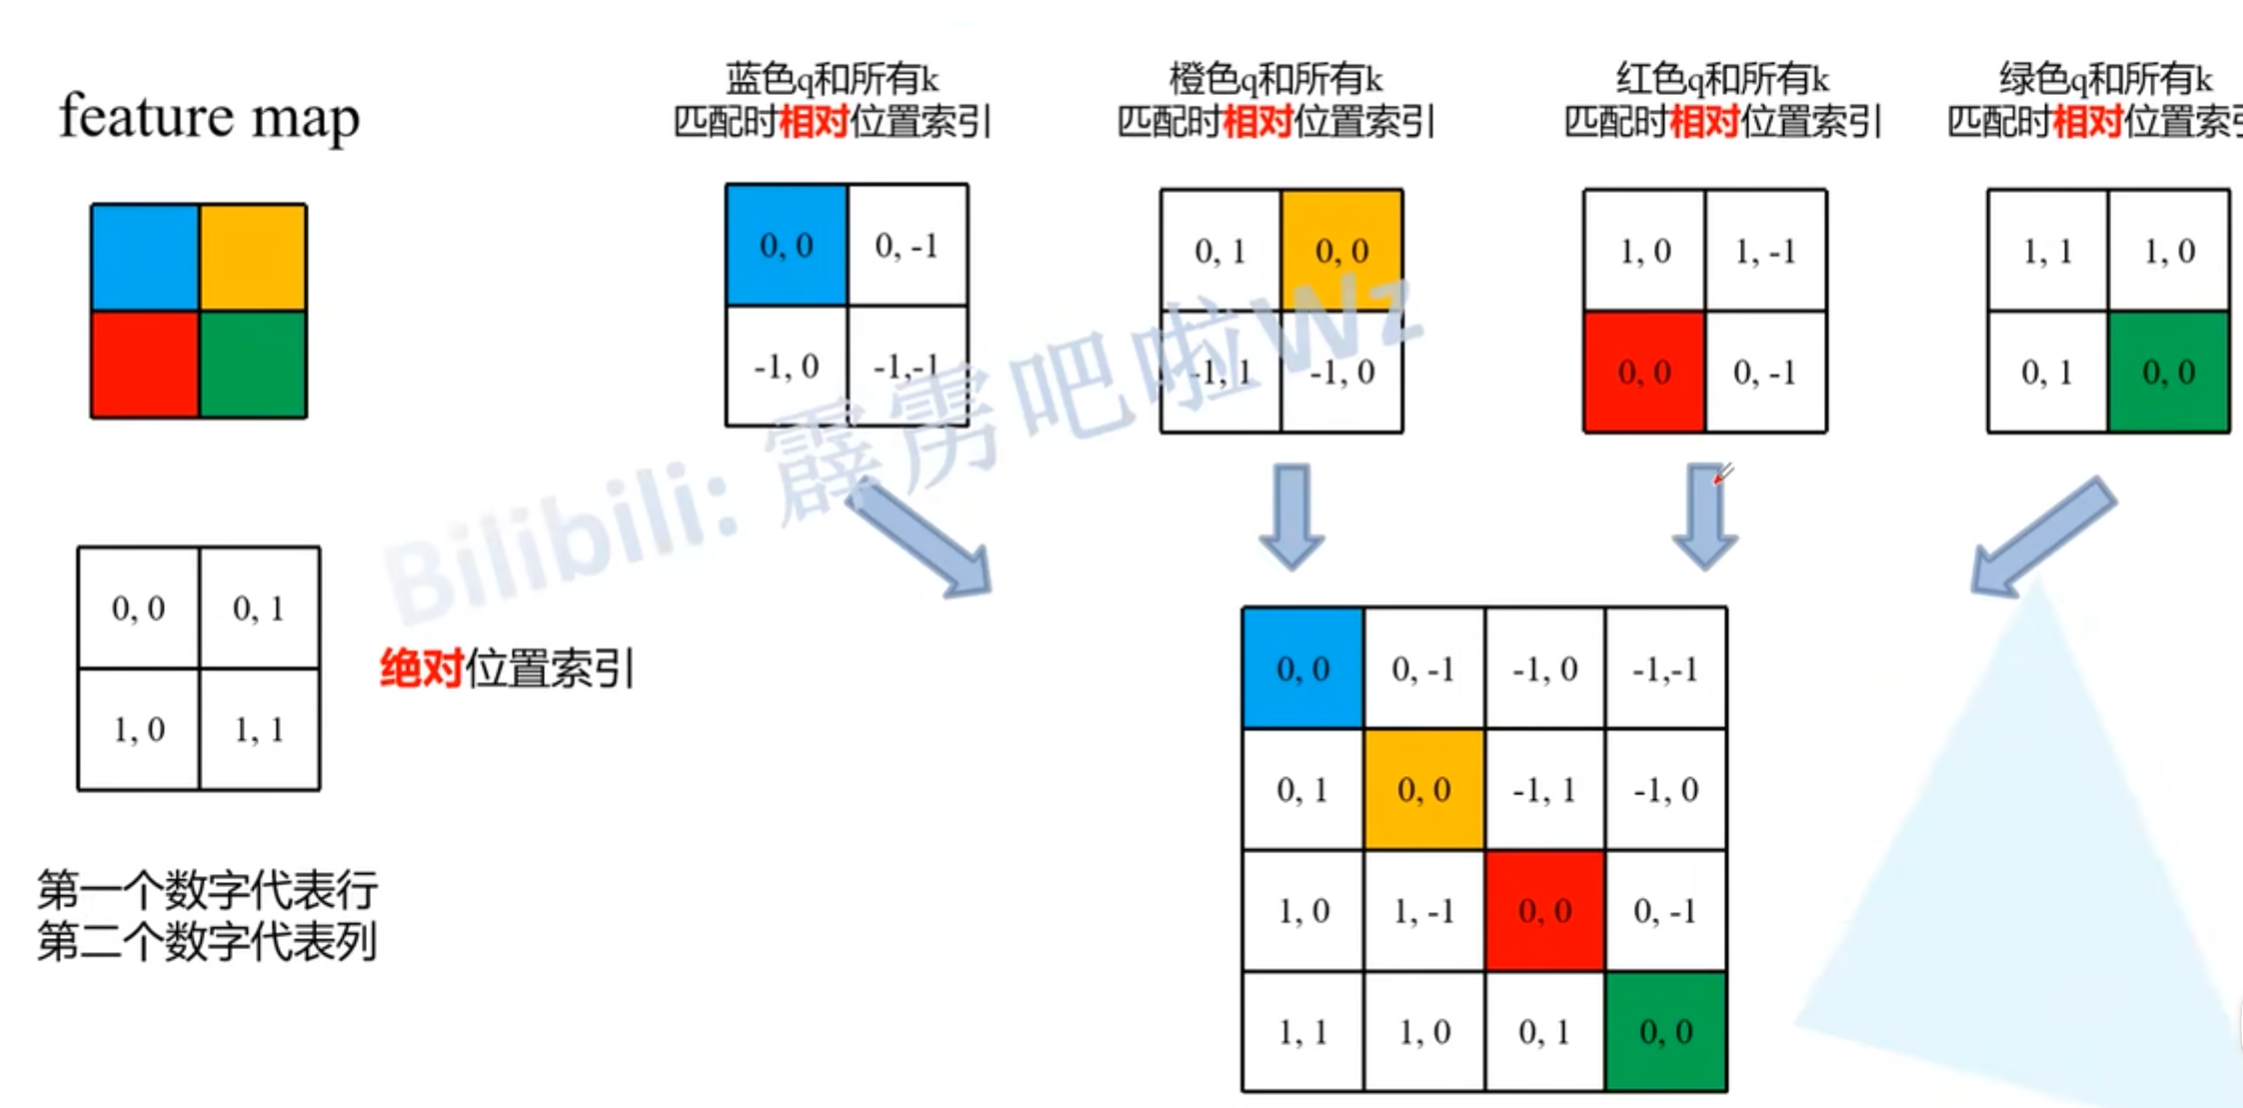 feature map
蓝色q和所有k
匹配时相对位置索引
橙色q和所有k
匹配时相对位置索引
红色q和所有k
匹配时相对位置索引
绿色q和所有k
匹配时相对位置索
0, 0
0, -1
-1, 0
-1,-1
0, 1
0, 0
-1, 1
-1, 0
1, 0
1, -1
0, 0
0, -1
1, 1
1, 0
0, 1
0, 0
Bilibili: 霹雳吧啦Wz
0, 0
0, 1
1, 0
1, 1
绝对位置索引
第一个数字代表行
第二个数字代表列
0, 0
0, -1
-1, 0
-1,-1
0, 1
0, 0
-1, 1
-1, 0
1, 0
1, -1
0, 0
0, -1
1, 1
1, 0
0, 1
0, 0